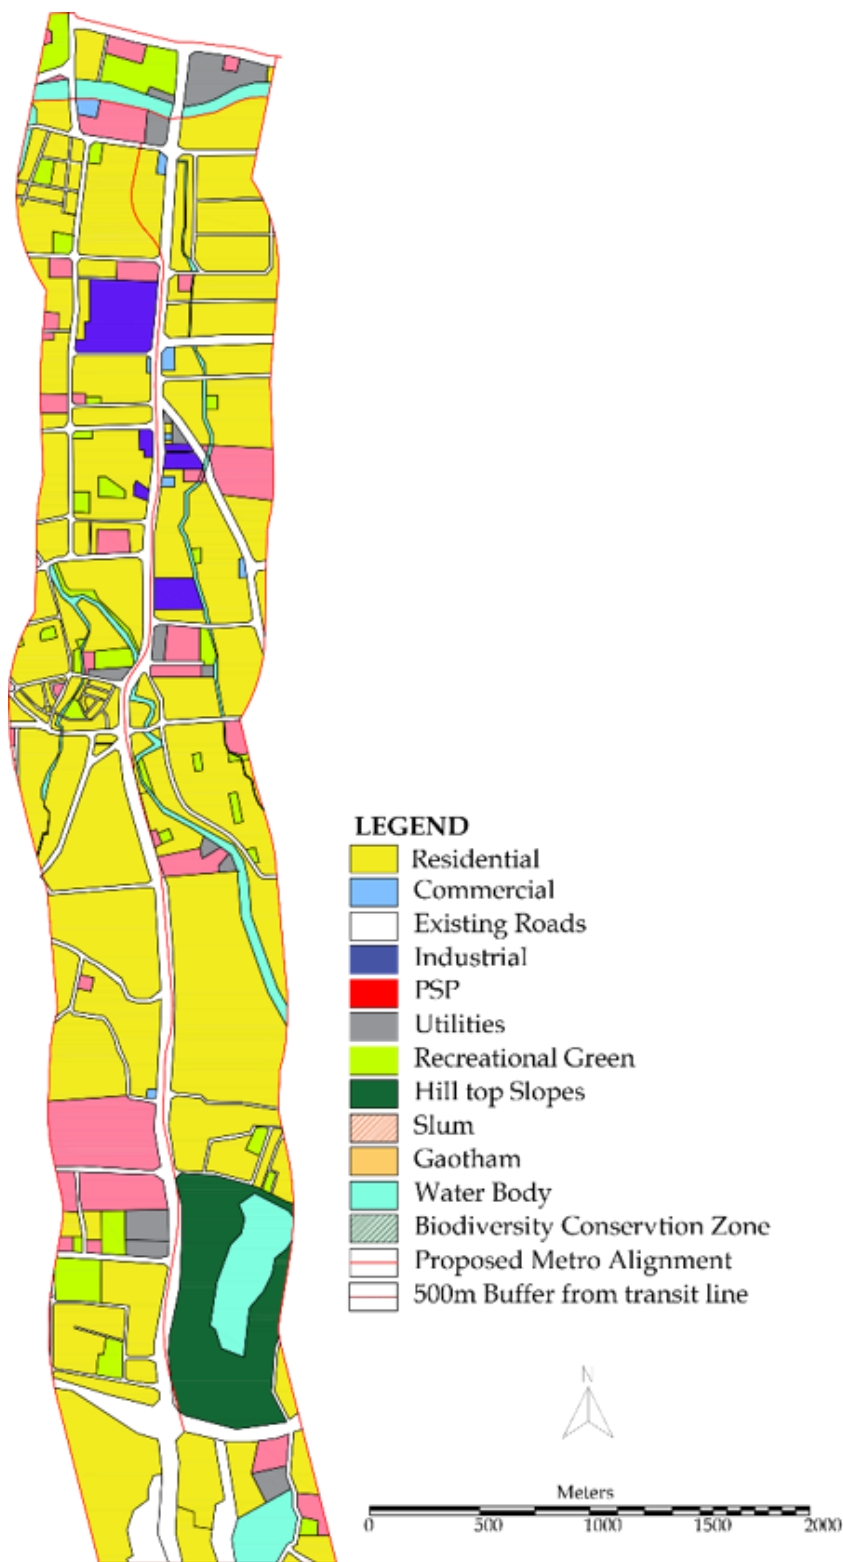 LEGEND
Residential
Commercial
Existing Roads
Industrial
PSP
Utilities
Recreational Green
Hill top Slopes
Slum
Gaotham
Water Body
Biodiversity Conservtion Zone
Proposed Metro Alignment
500m Buffer from transit line
N
Meters
0 500 1000 1500 2000